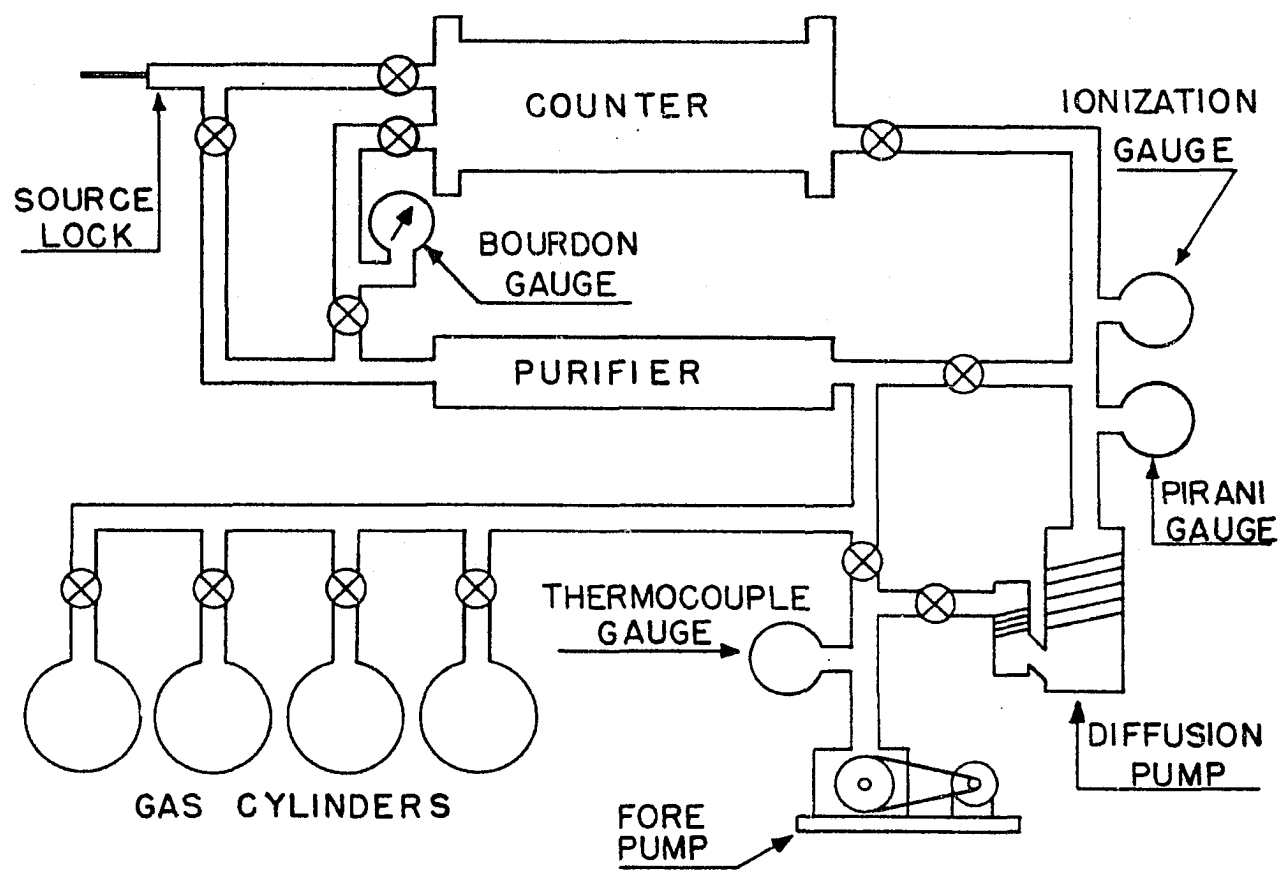 COUNTER
IONIZATION
GAUGE
SOURCE
LOCK
BOURDON
GAUGE
PURIFIER
PIRANI
GAUGE
THERMOCOUPLE
GAUGE
DIFFUSION
PUMP
GAS CYLINDERS
FORE
PUMP